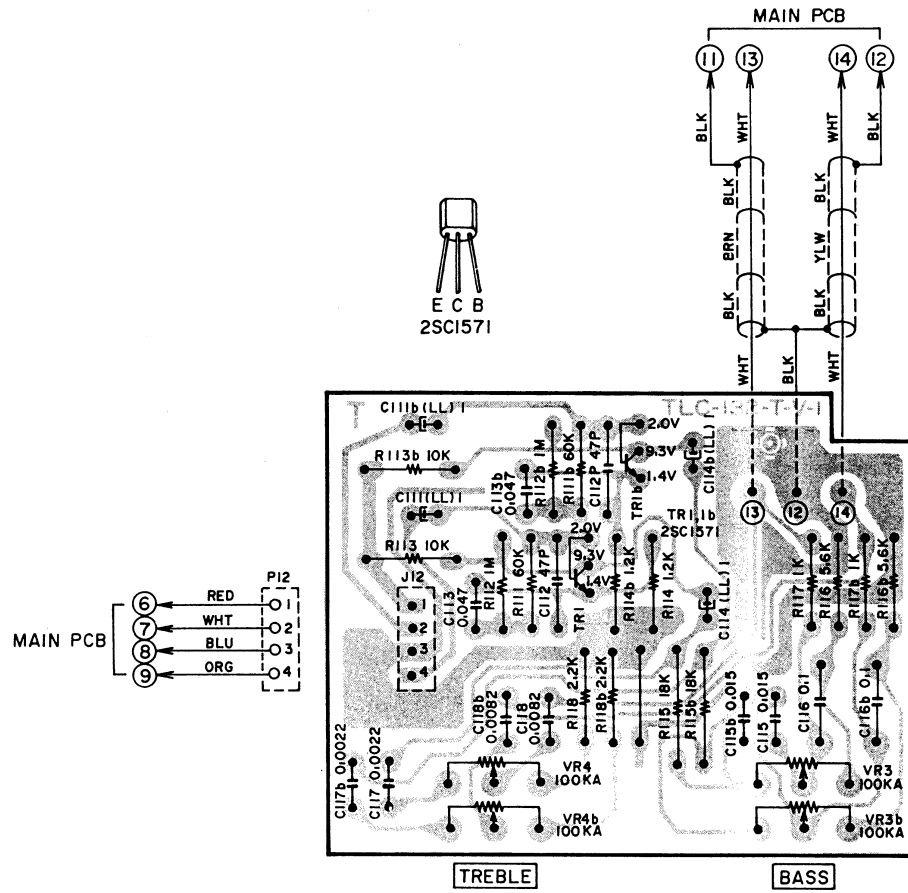 MAIN PCB
11 13 14 12
BLK WHT WHT BLK
BLK BLK
BRN YLW
BLK BLK
WHT BLK WHT
E C B
2SC1571
T
TLC-132-T-V-1
C111b (LL) 1
R113b 10K
C113b 0.047
R112b 1M
R111b 60K
C112P 47P
2.0V
9.3V
1.4V
TR1b
C114b (LL) 1
TR1,1b
2SC1571
13 12 14
C111(LL) 1
R113 10K
J12
1
2
3
4
C113 0.047
R112 1M
R111 60K
C112 47P
2.0V
9.3V
1.4V
TR1
R114b 1.2K
R114 1.2K
C114(LL) 1
R117 1K
R116 5.6K
R117b 1K
R116b 5.6K
P12
6 RED 1
MAIN PCB
7 WHT 2
8 BLU 3
9 ORG 4
C118b 0.0082
C118 0.0082
R118 2.2K
R118b 2.2K
R115 18K
R115b 18K
C115b 0.015
C115 0.015
C116 0.1
C116b 0.1
C117b 0.0022
C117 0.0022
VR4
100KA
VR4b
100KA
VR3
100KA
VR3b
100KA
TREBLE
BASS